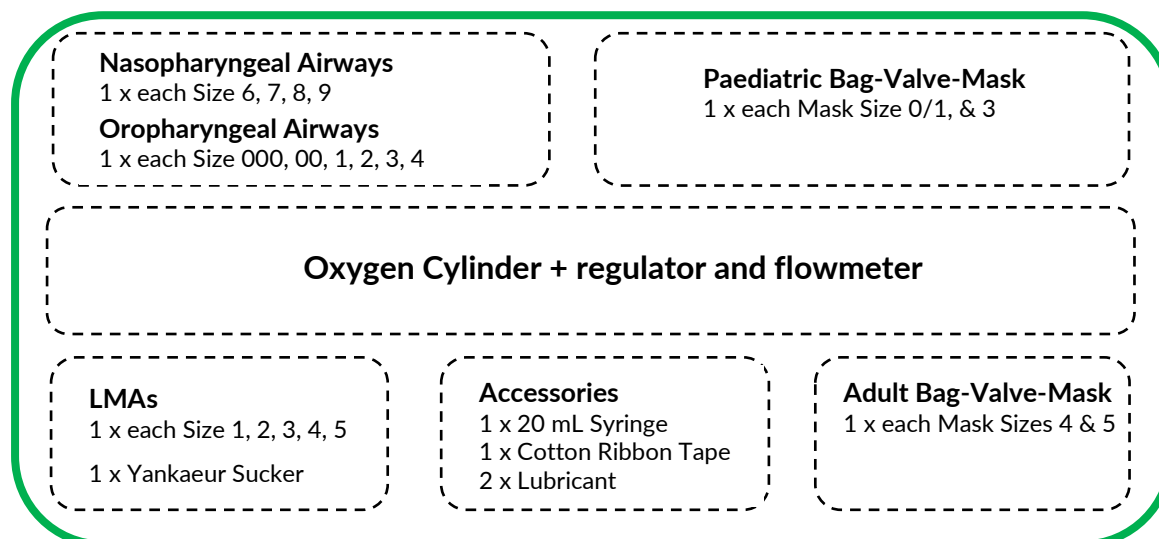 Nasopharyngeal Airways
1 x each Size 6, 7, 8, 9
Oropharyngeal Airways
1 x each Size 000, 00, 1, 2, 3, 4
Paediatric Bag-Valve-Mask
1 x each Mask Size 0/1, & 3
Oxygen Cylinder + regulator and flowmeter
LMAs
1 x each Size 1, 2, 3, 4, 5
1 x Yankaeur Sucker
Accessories
1 x 20 mL Syringe
1 x Cotton Ribbon Tape
2 x Lubricant
Adult Bag-Valve-Mask
1 x each Mask Sizes 4 & 5